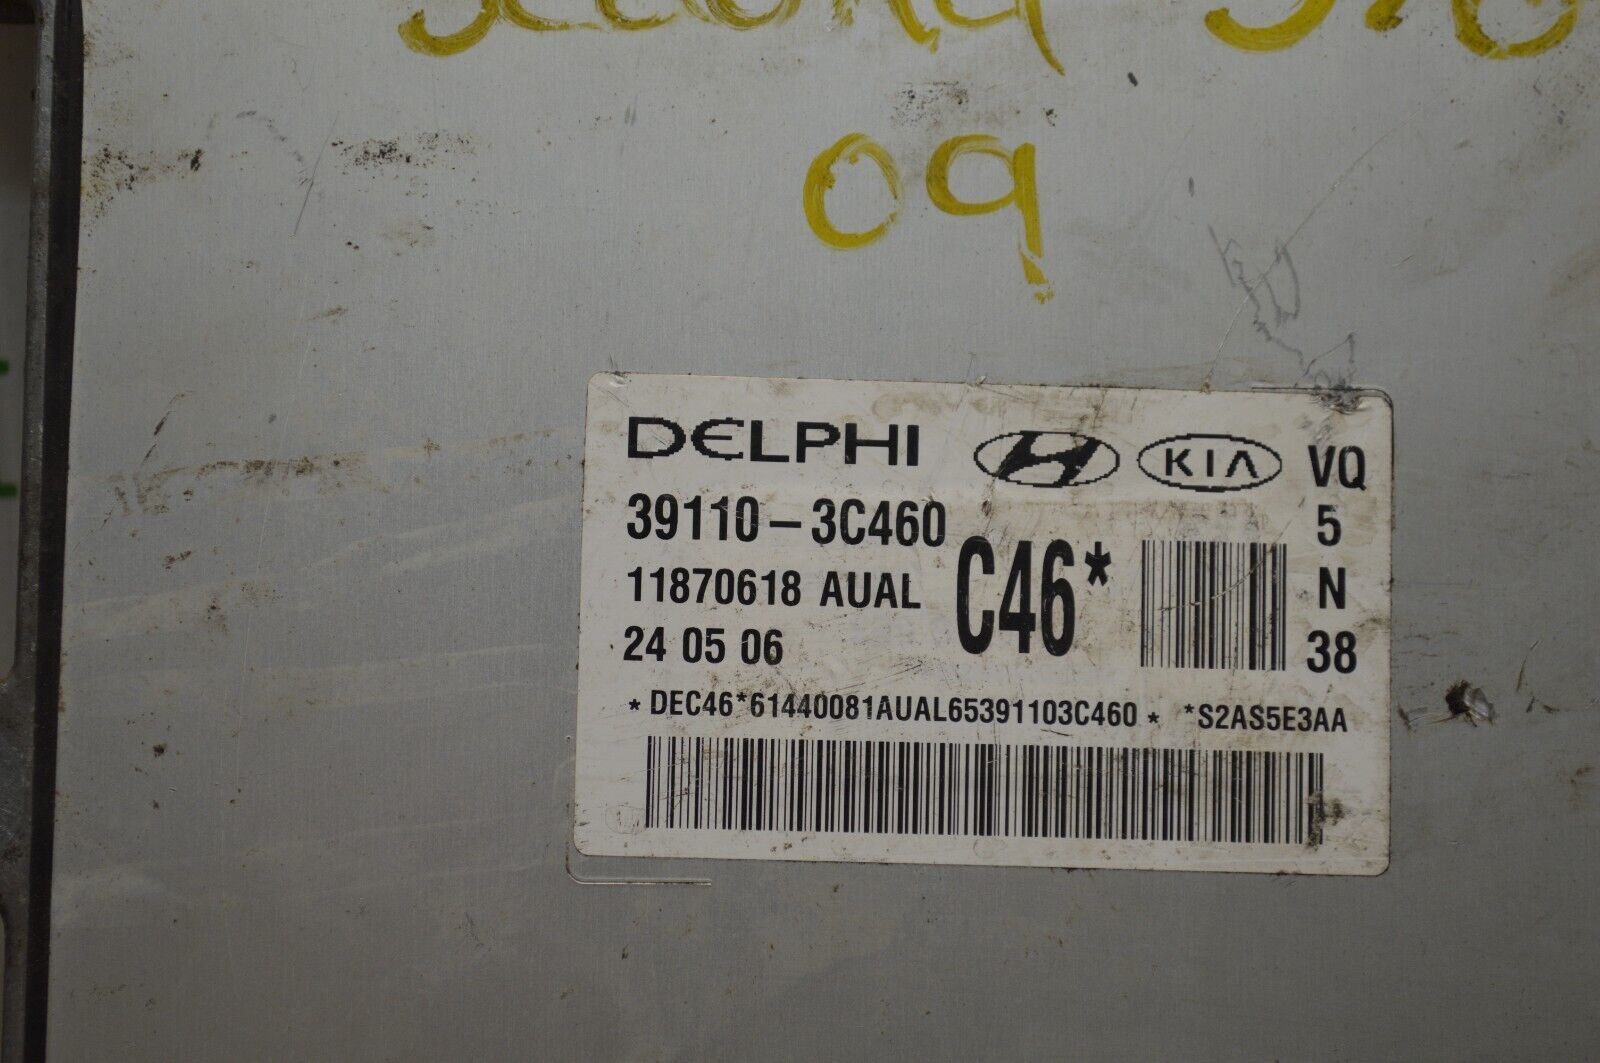 09
DELPHI KIA VQ
39110-3C460 5
C46*
11870618 AUAL N
24 05 06 38
*DEC46*61440081AUAL65391103C460* *S2AS5E3AA